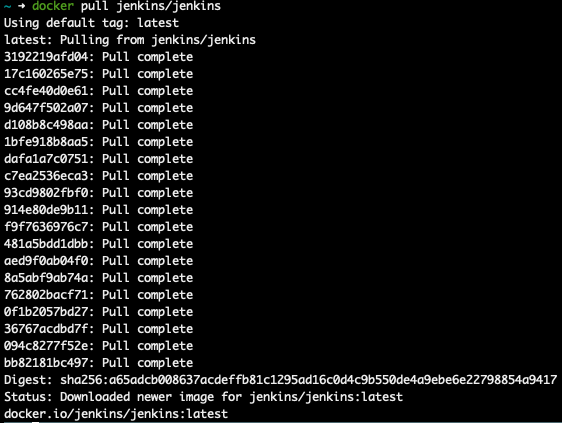 ~ ➜ docker pull jenkins/jenkins
Using default tag: latest
latest: Pulling from jenkins/jenkins
3192219afd04: Pull complete
17c160265e75: Pull complete
cc4fe40d0e61: Pull complete
9d647f502a07: Pull complete
d108b8c498aa: Pull complete
1bfe918b8aa5: Pull complete
dafa1a7c0751: Pull complete
c7ea2536eca3: Pull complete
93cd9802fbf0: Pull complete
914e80de9b11: Pull complete
f9f7636976c7: Pull complete
481a5bdd1dbb: Pull complete
aed9f0ab04f0: Pull complete
8a5abf9ab74a: Pull complete
762802bacf71: Pull complete
0f1b2057bd27: Pull complete
36767acdbd7f: Pull complete
094c8277f52e: Pull complete
bb82181bc497: Pull complete
Digest: sha256:a65adcb008637acdeffb81c1295ad16c0d4c9b550de4a9ebe6e22798854a9417
Status: Downloaded newer image for jenkins/jenkins:latest
docker.io/jenkins/jenkins:latest